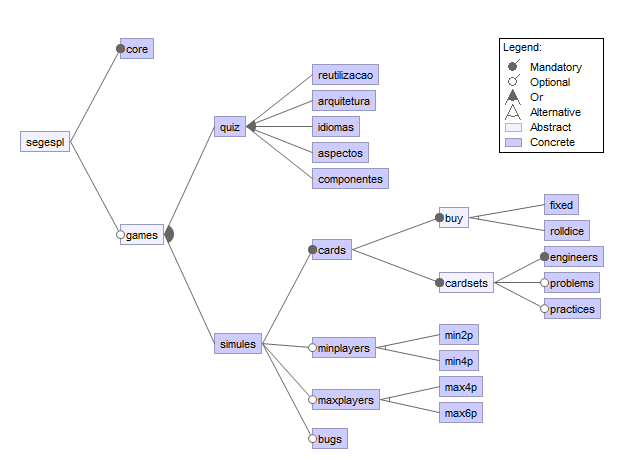 Legend:
Mandatory
Optional
Or
Alternative
Abstract
Concrete
segespl
core
games
quiz
reutilizacao
arquitetura
idiomas
aspectos
componentes
simules
cards
buy
fixed
rolldice
cardsets
engineers
problems
practices
minplayers
min2p
min4p
maxplayers
max4p
max6p
bugs